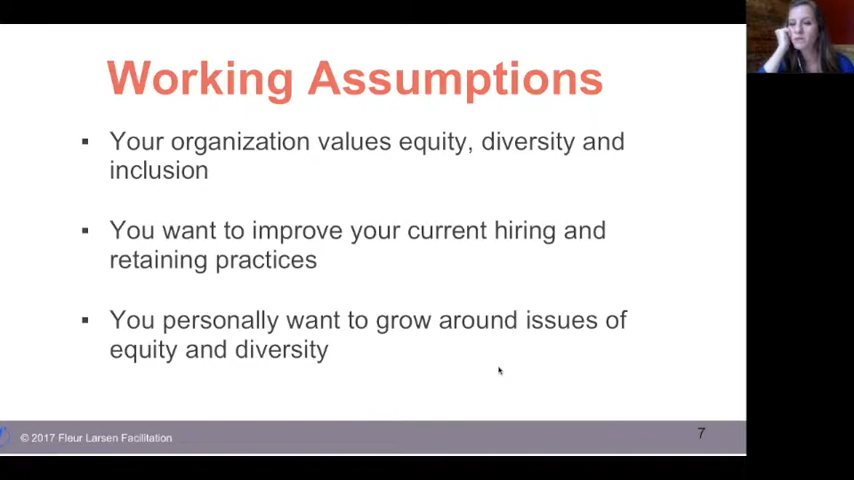 Working Assumptions
▪ Your organization values equity, diversity and
inclusion
▪ You want to improve your current hiring and
retaining practices
▪ You personally want to grow around issues of
equity and diversity
© 2017 Fleur Larsen Facilitation
7